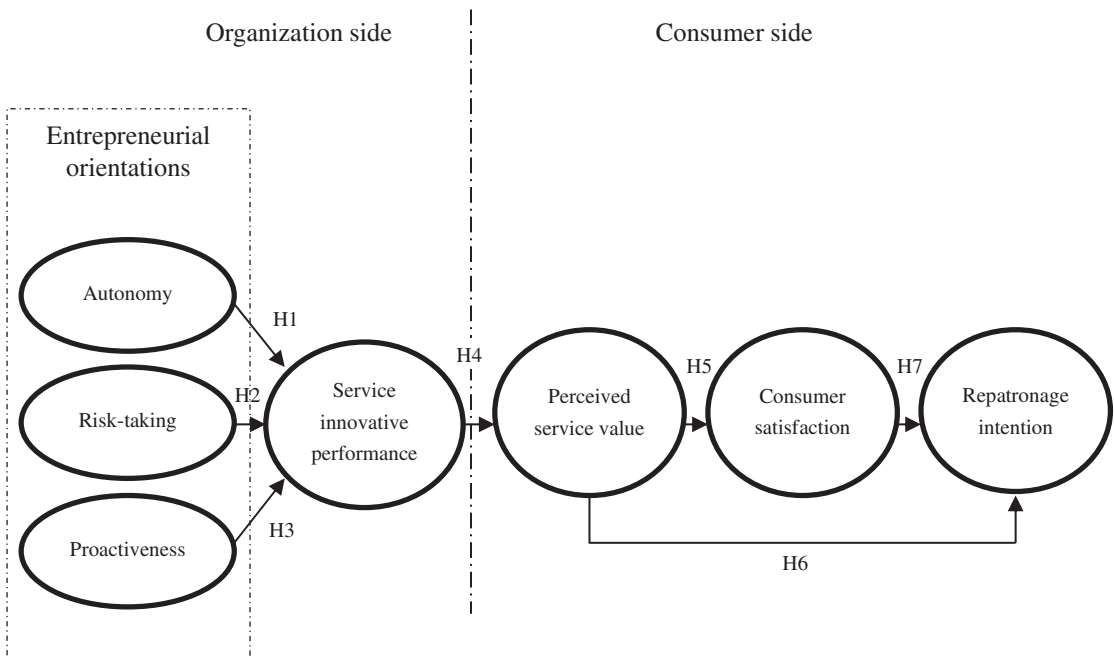 Organization side
Consumer side
Entrepreneurial
orientations
Autonomy
H1
Risk-taking
H2
Proactiveness
H3
Service
innovative
performance
H4
Perceived
service value
H5
Consumer
satisfaction
H7
Repatronage
intention
H6